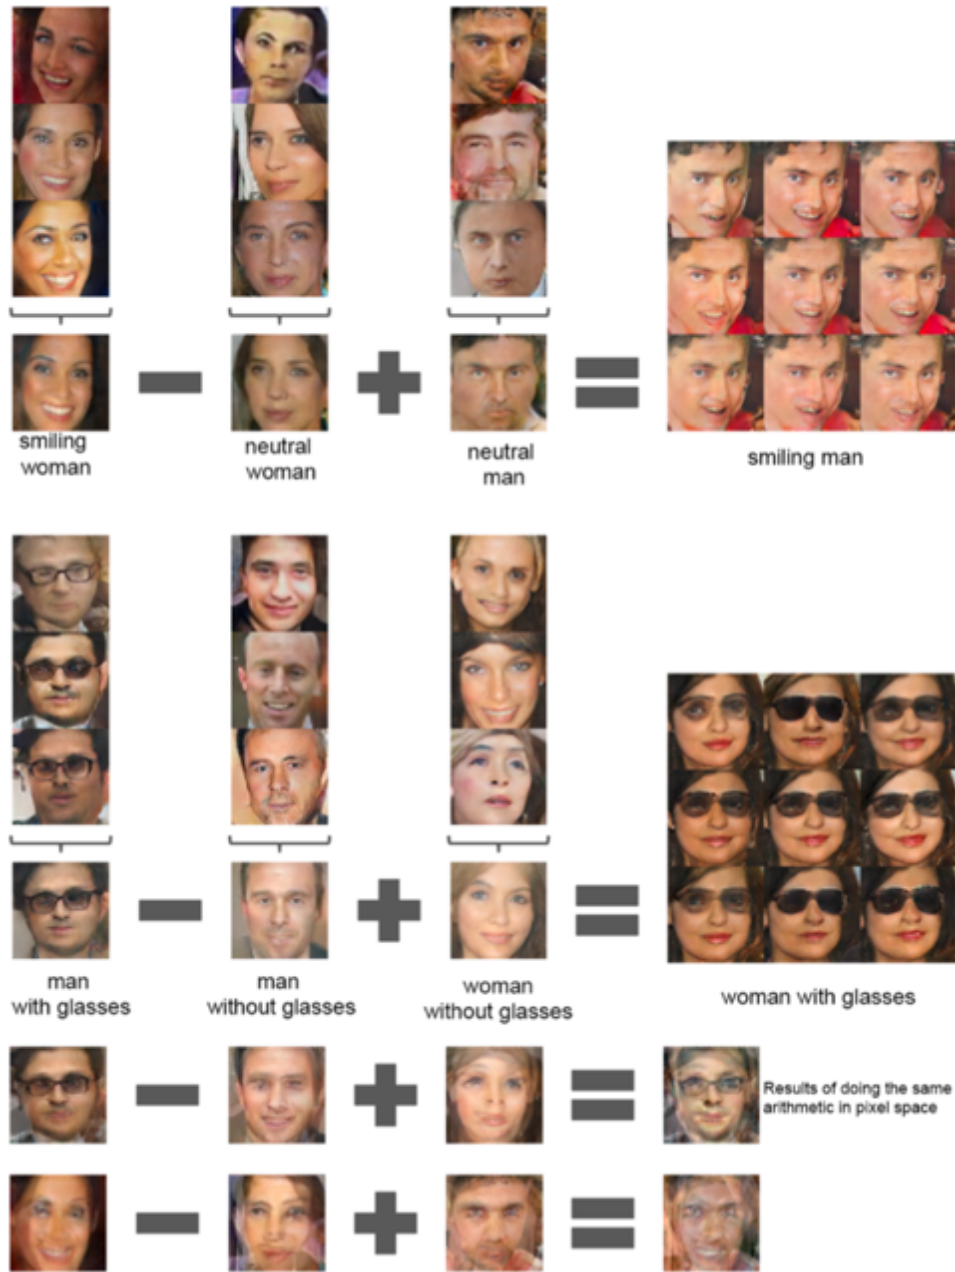 smiling
woman
neutral
woman
neutral
man
smiling man
man
with glasses
man
without glasses
woman
without glasses
woman with glasses
Results of doing the same
arithmetic in pixel space